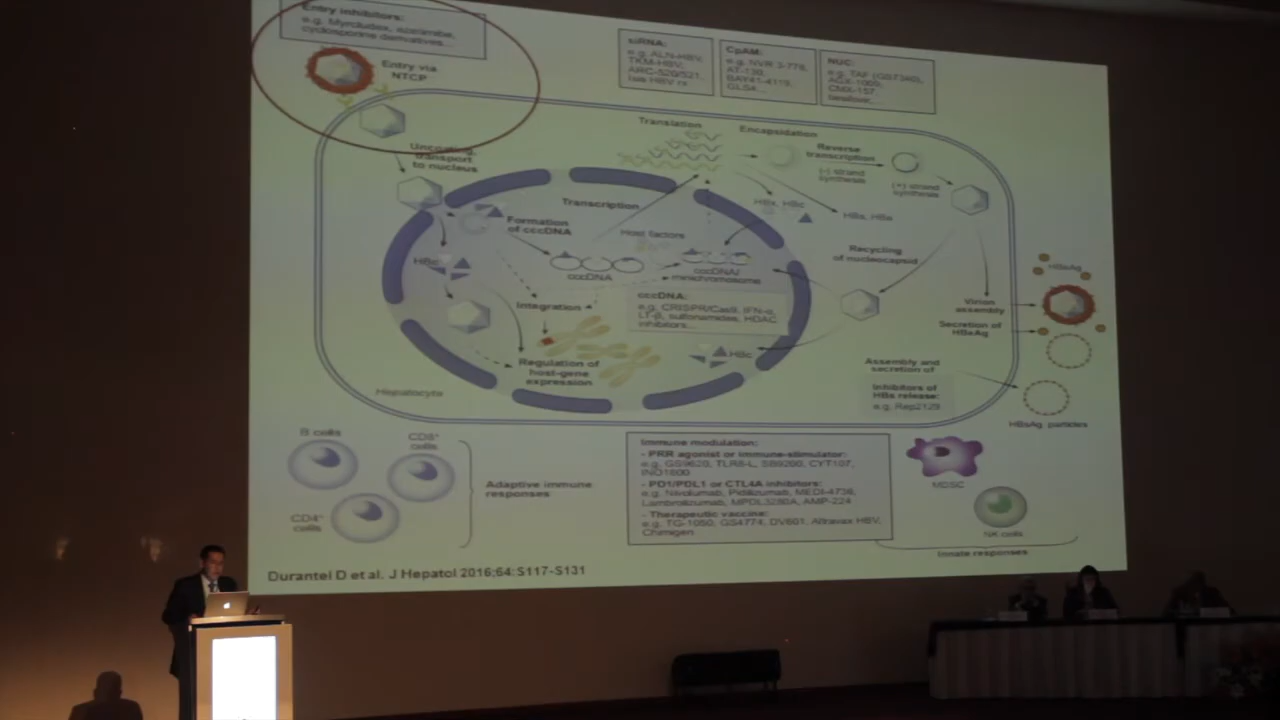 Entry inhibitors:
e.g. Myrcludex, ezetimibe,
cyclosporine derivatives...
Entry via
NTCP
siRNA:
e.g. ALN-HBV,
TKM-HBV,
ARC-520/521,
Isis HBV rx
CpAM:
e.g. NVR 3-778,
AT-130,
BAY41-4119,
GLS4...
NUC:
e.g. TAF (GS7340),
AGX-1009,
CMX-157,
Uncoating,
transport
to nucleus
Translation
Encapsidation
Reverse
transcription
(-) strand
synthesis
(+) strand
synthesis
Transcription
Formation
of cccDNA
Host factors
HBx, HBc
HBs, HBe
HBc
cccDNA
cccDNA/
minichromosome
Recycling
of nucleocapsid
Integration
cccDNA:
e.g. CRISPR/Cas9, IFN-α,
LT-β, sulfonamides, HDAC
inhibitors...
HBsAg
Virion
assembly
Secretion of
HBeAg
Regulation of
host-gene
expression
HBc
Assembly and
secretion of
Inhibitors of
HBs release:
e.g. Rep2129
Hepatocyte
HBsAg particles
B cells
CD8+
cells
CD4+
cells
Adaptive immune
responses
Immune modulation:
- PRR agonist or immune-stimulator:
e.g. GS9620, TLR8-L, SB9200, CYT107,
INO1800
- PD1/PDL1 or CTL4A inhibitors:
e.g. Nivolumab, Pidilizumab, MEDI-4736,
Lambrolizumab, MPDL3280A, AMP-224
- Therapeutic vaccine:
e.g. TG-1050, GS4774, DV601, Altravax HBV,
Chimigen
MDSC
NK cells
Innate responses
Durantel D et al. J Hepatol 2016;64:S117-S131